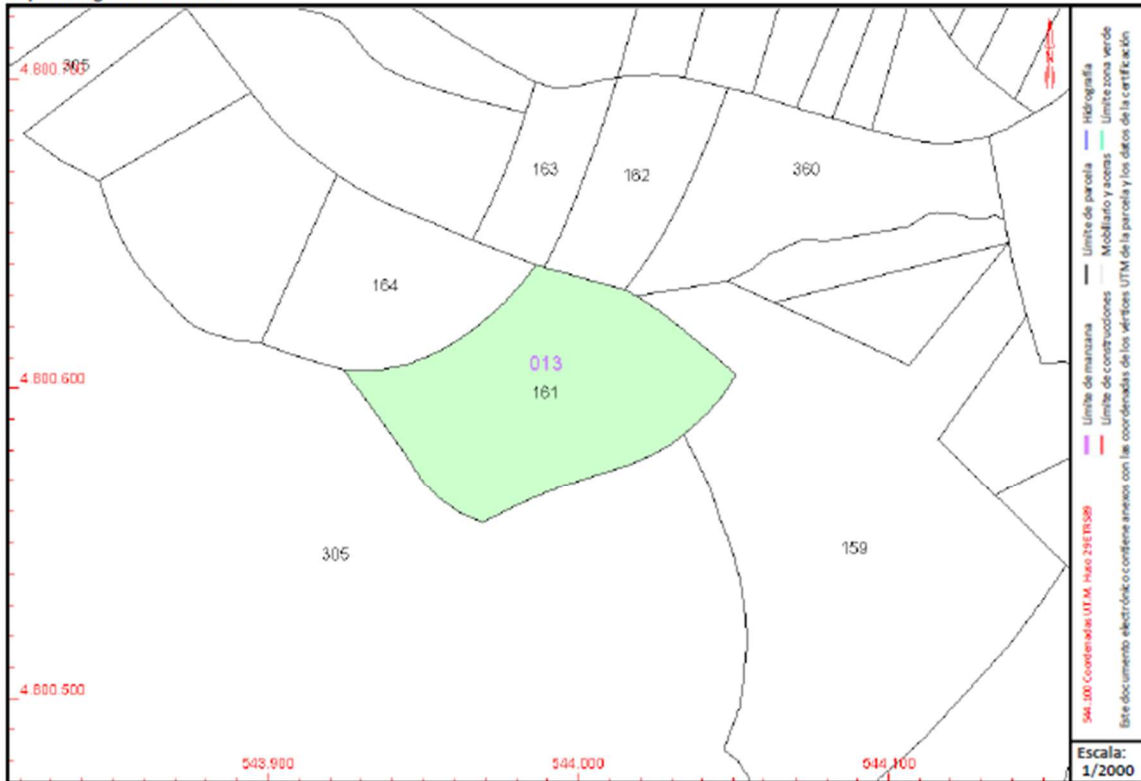 305
4.800.700
163
162
360
164
4.800.600
013
161
305
159
4.800.500
543.900
544.000
544.100
Límite de manzana
Límite de parcela
Hidrografía
Límite de construcciones
Mobiliario y aceras
Límite zona verde
544.100 Coordenadas U.T.M. Huso 29 ETRS89
Este documento electrónico contiene anexos con las coordenadas de los vértices UTM de la parcela y los datos de la certificación
Escala:
1/2000